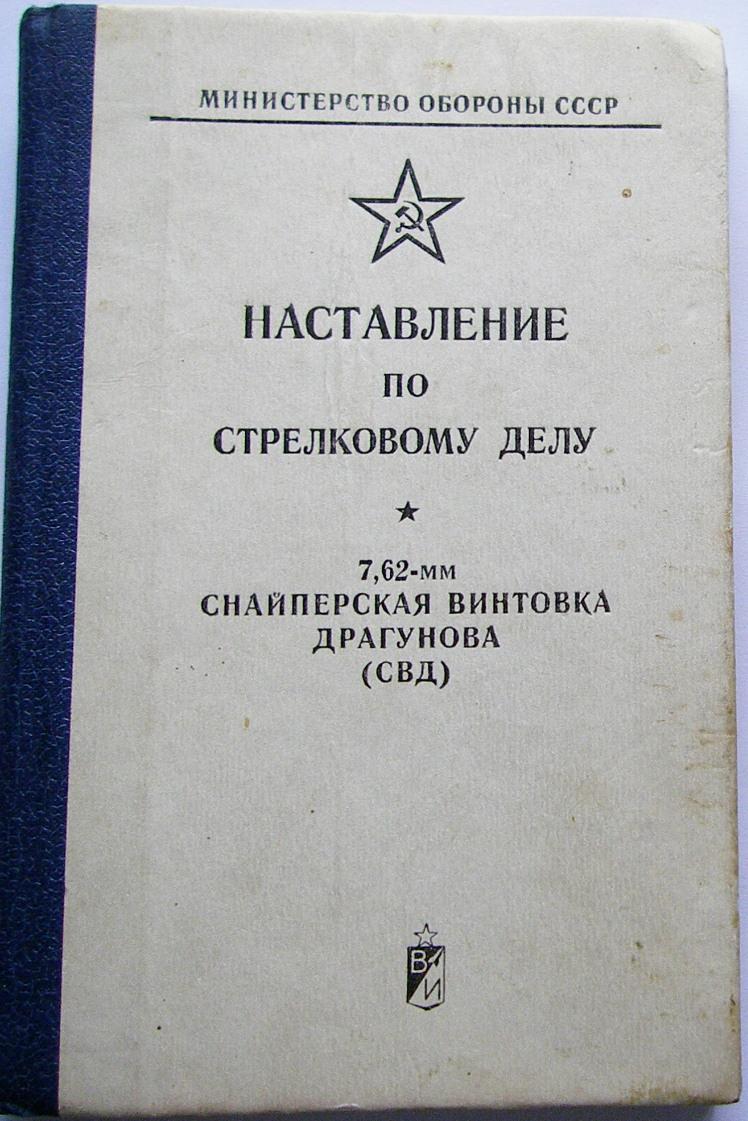 МИНИСТЕРСТВО ОБОРОНЫ СССР
НАСТАВЛЕНИЕ
ПО
СТРЕЛКОВОМУ ДЕЛУ
7,62-мм
СНАЙПЕРСКАЯ ВИНТОВКА
ДРАГУНОВА
(СВД)
В
И